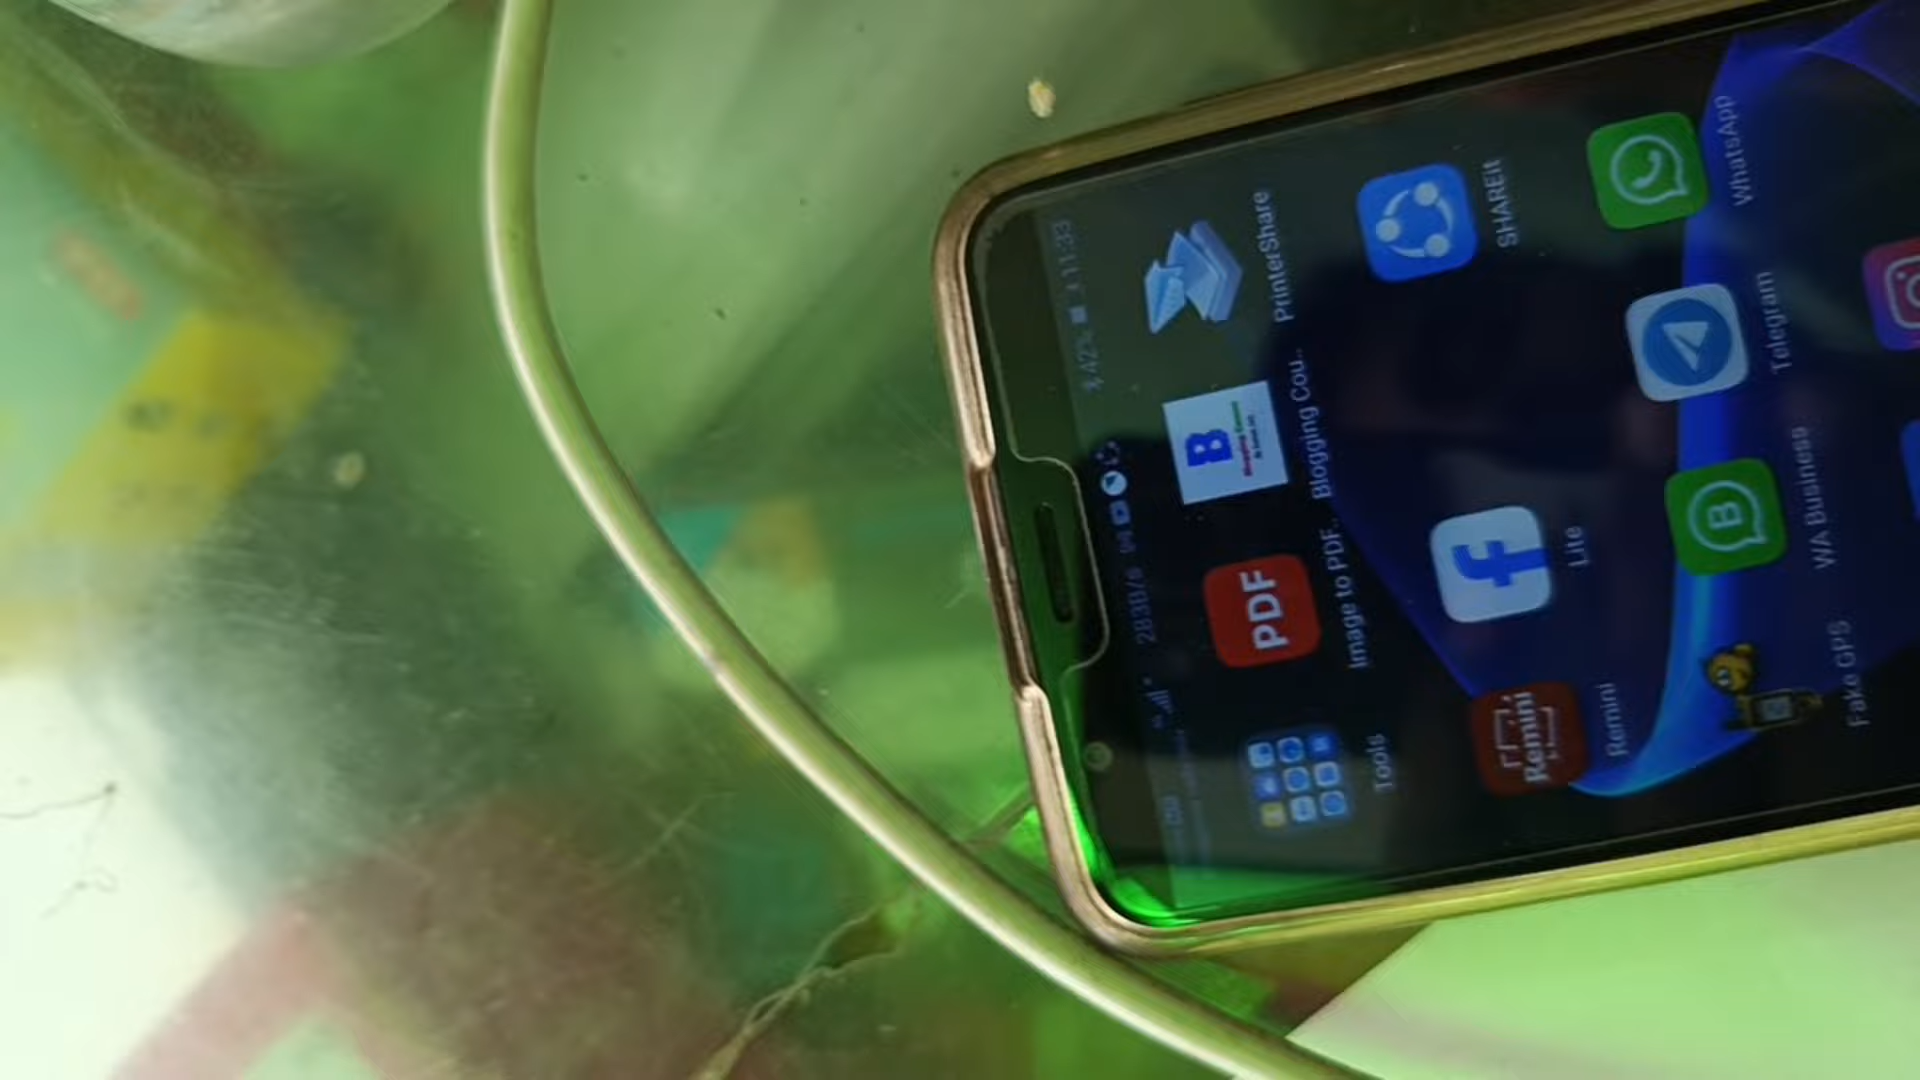 283B/s
42%
11:33
Tools
PDF
Image to PDF..
B
Blogging Cou..
PrinterShare
Remini
Remini
f
Lite
SHAREit
Fake GPS
B
WA Business
Telegram
WhatsApp